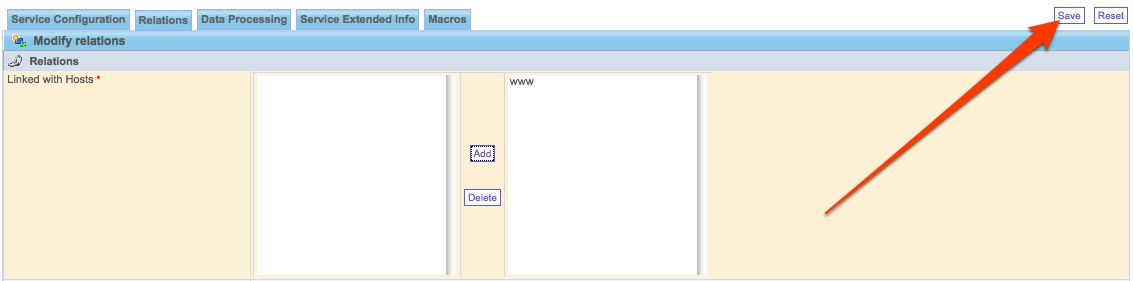 Service Configuration Relations Data Processing Service Extended Info Macros Save Reset
Modify relations
Relations
Linked with Hosts *
www
Add
Delete